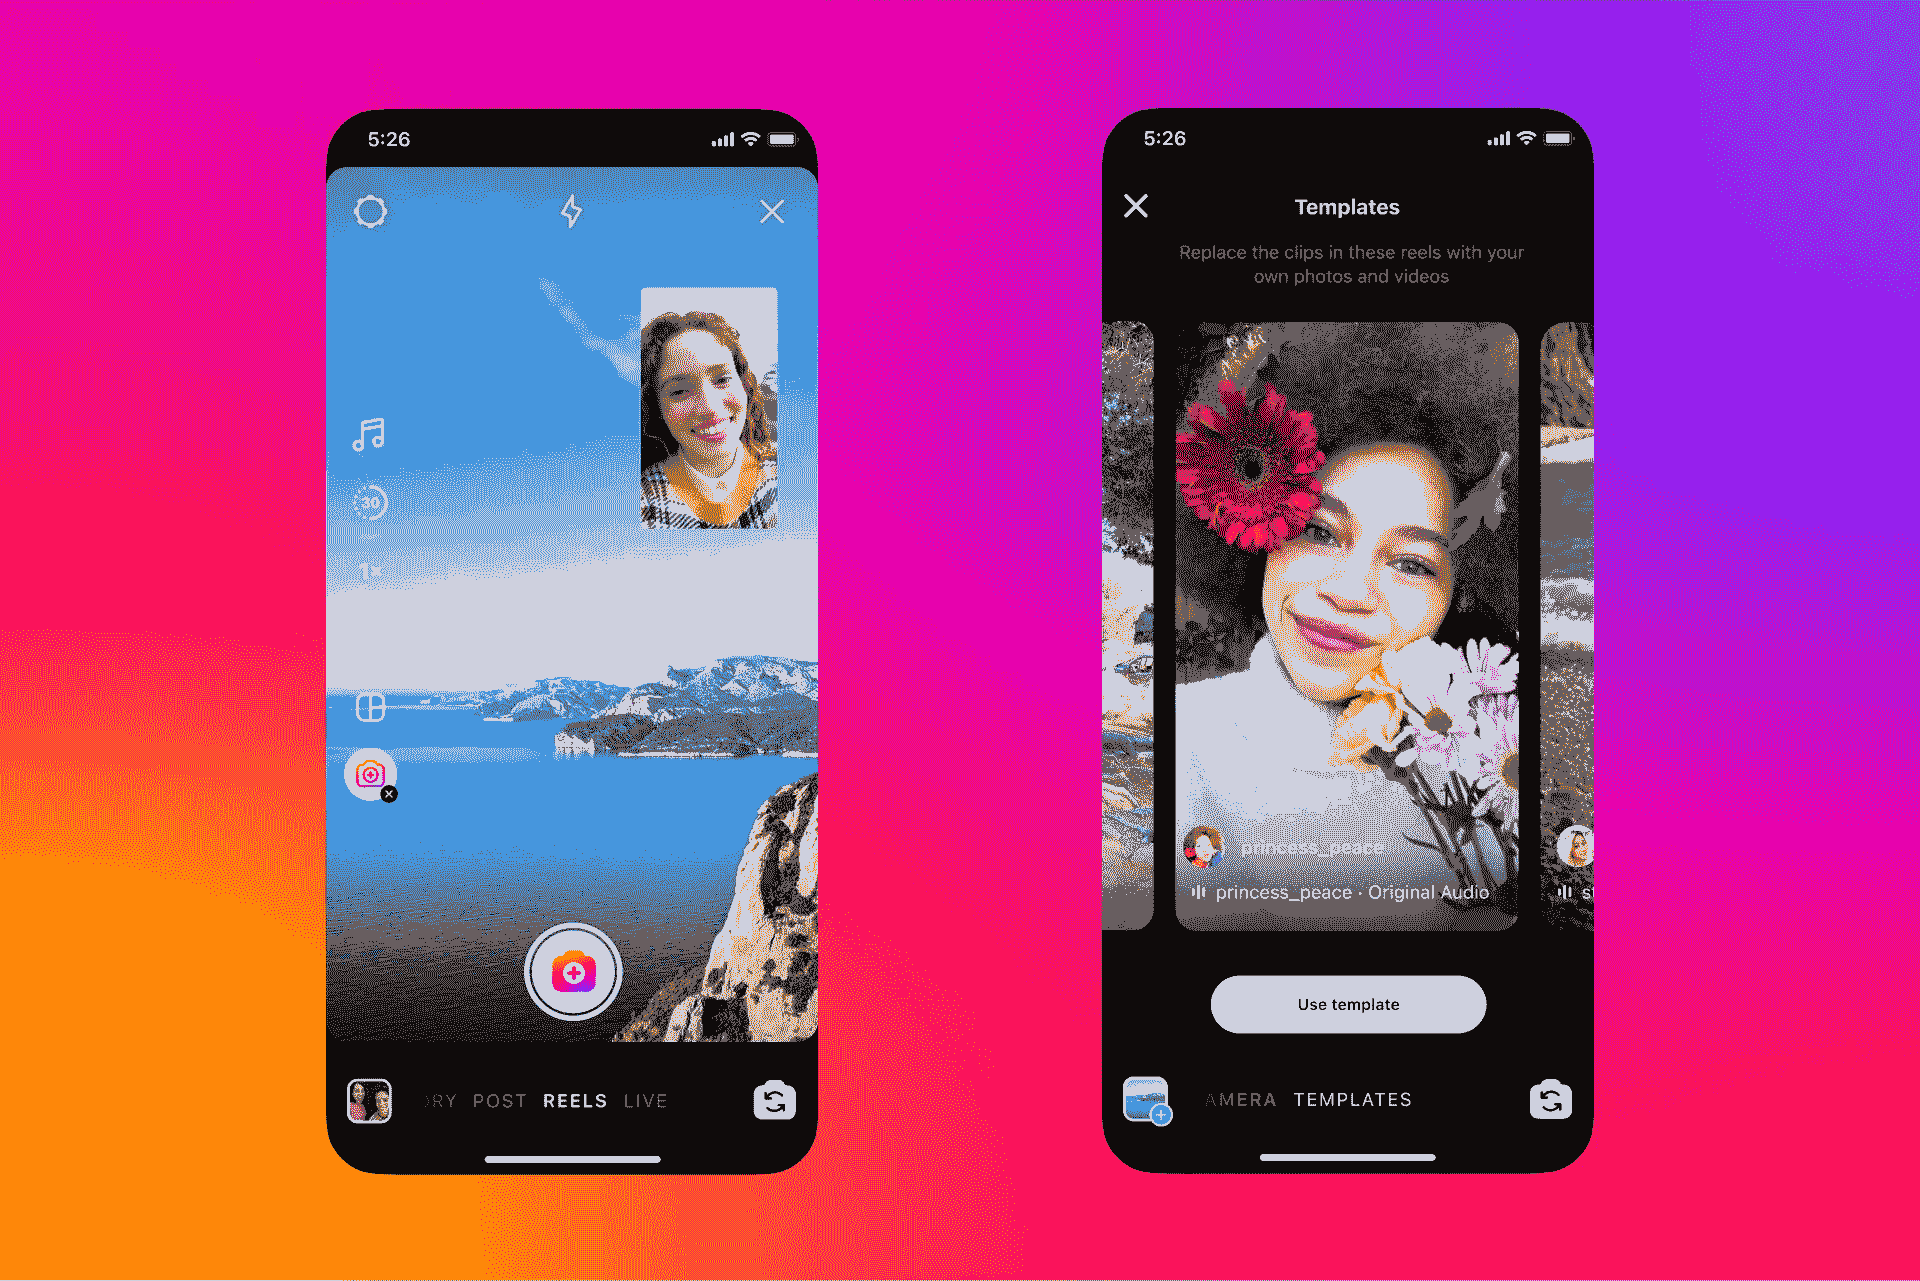 5:26
30
1×
RY POST REELS LIVE
5:26
Templates
Replace the clips in these reels with your
own photos and videos
princess_peace
princess_peace · Original Audio
s
Use template
AMERA TEMPLATES